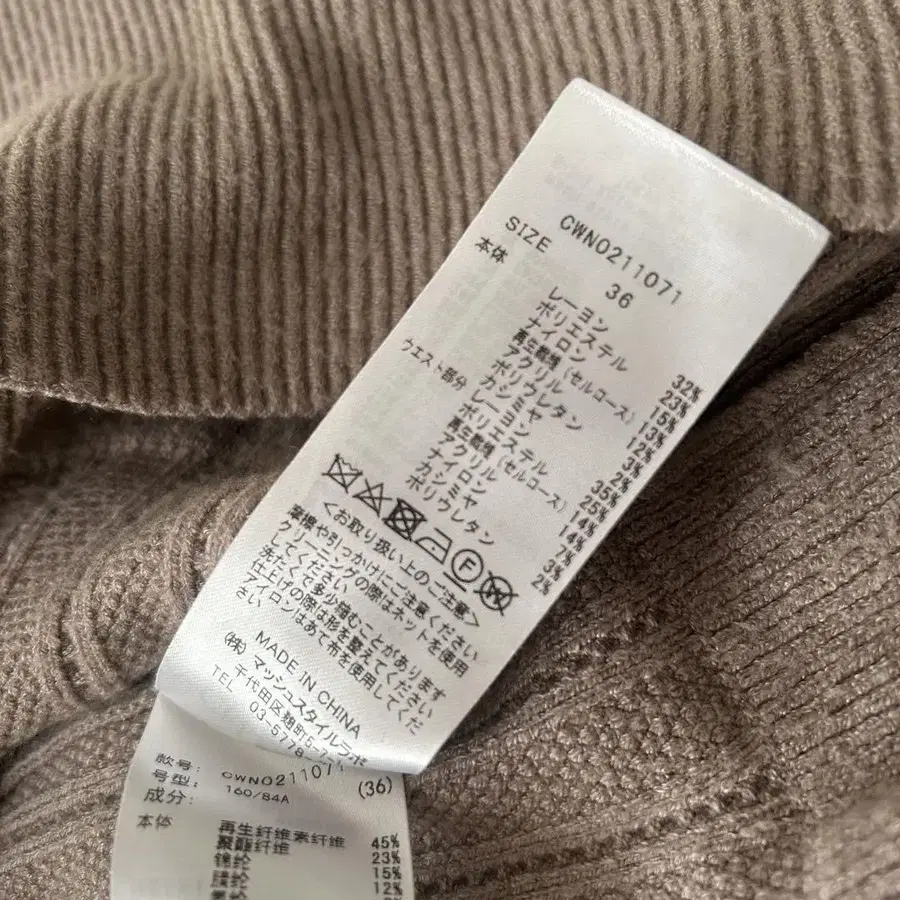 CWNO211071
SIZE 36
本体
レーヨン 32%
ポリエステル 23%
ナイロン 15%
再生繊維(セルロース) 13%
アクリル 12%
ポリウレタン 3%
カシミヤ 2%
ウエスト部分
レーヨン 35%
ポリエステル 25%
再生繊維(セルロース) 14%
アクリル 14%
ナイロン 7%
カシミヤ 3%
ポリウレタン 2%
F
<お取り扱い上のご注意>
摩擦や引っかけにご注意ください
クリーニングの際はネットを使用
してください
洗たくで多少縮むことがあります
仕上げの際は形を整えてください
アイロンはあて布を使用してくだ
さい
MADE IN CHINA
(株)マッシュスタイルラボ
千代田区麹町5-7-
TEL 03-5778-
款号: CWNO211071 (36)
号型: 160/84A
成分:
本体
再生纤维素纤维 45%
聚酯纤维 23%
锦纶 15%
腈纶 12%